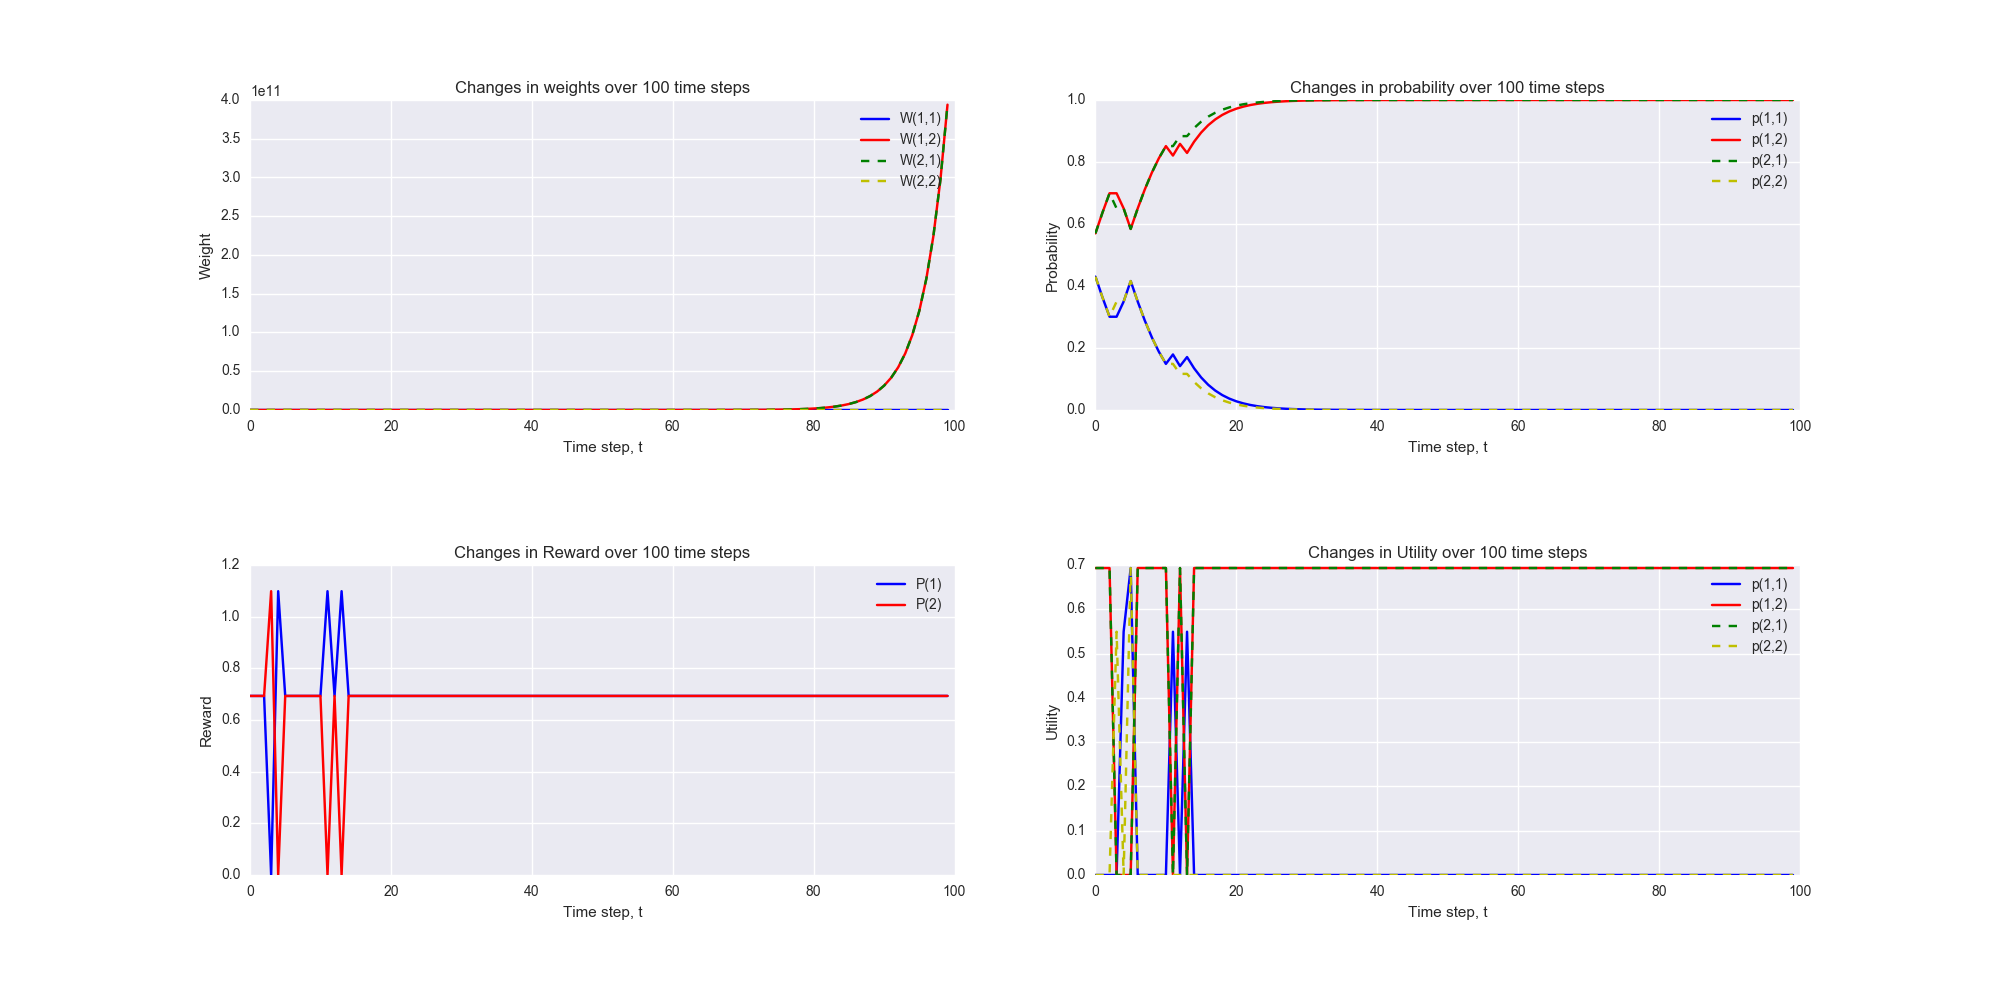 Changes in weights over 100 time steps
1e11
4.0
3.5
3.0
2.5
2.0
1.5
1.0
0.5
0.0
Weight
W(1,1)
W(1,2)
W(2,1)
W(2,2)
0 20 40 60 80 100
Time step, t
Changes in probability over 100 time steps
1.0
0.8
0.6
0.4
0.2
0.0
Probability
p(1,1)
p(1,2)
p(2,1)
p(2,2)
0 20 40 60 80 100
Time step, t
Changes in Reward over 100 time steps
1.2
1.0
0.8
0.6
0.4
0.2
0.0
Reward
P(1)
P(2)
0 20 40 60 80 100
Time step, t
Changes in Utility over 100 time steps
0.7
0.6
0.5
0.4
0.3
0.2
0.1
0.0
Utility
p(1,1)
p(1,2)
p(2,1)
p(2,2)
0 20 40 60 80 100
Time step, t